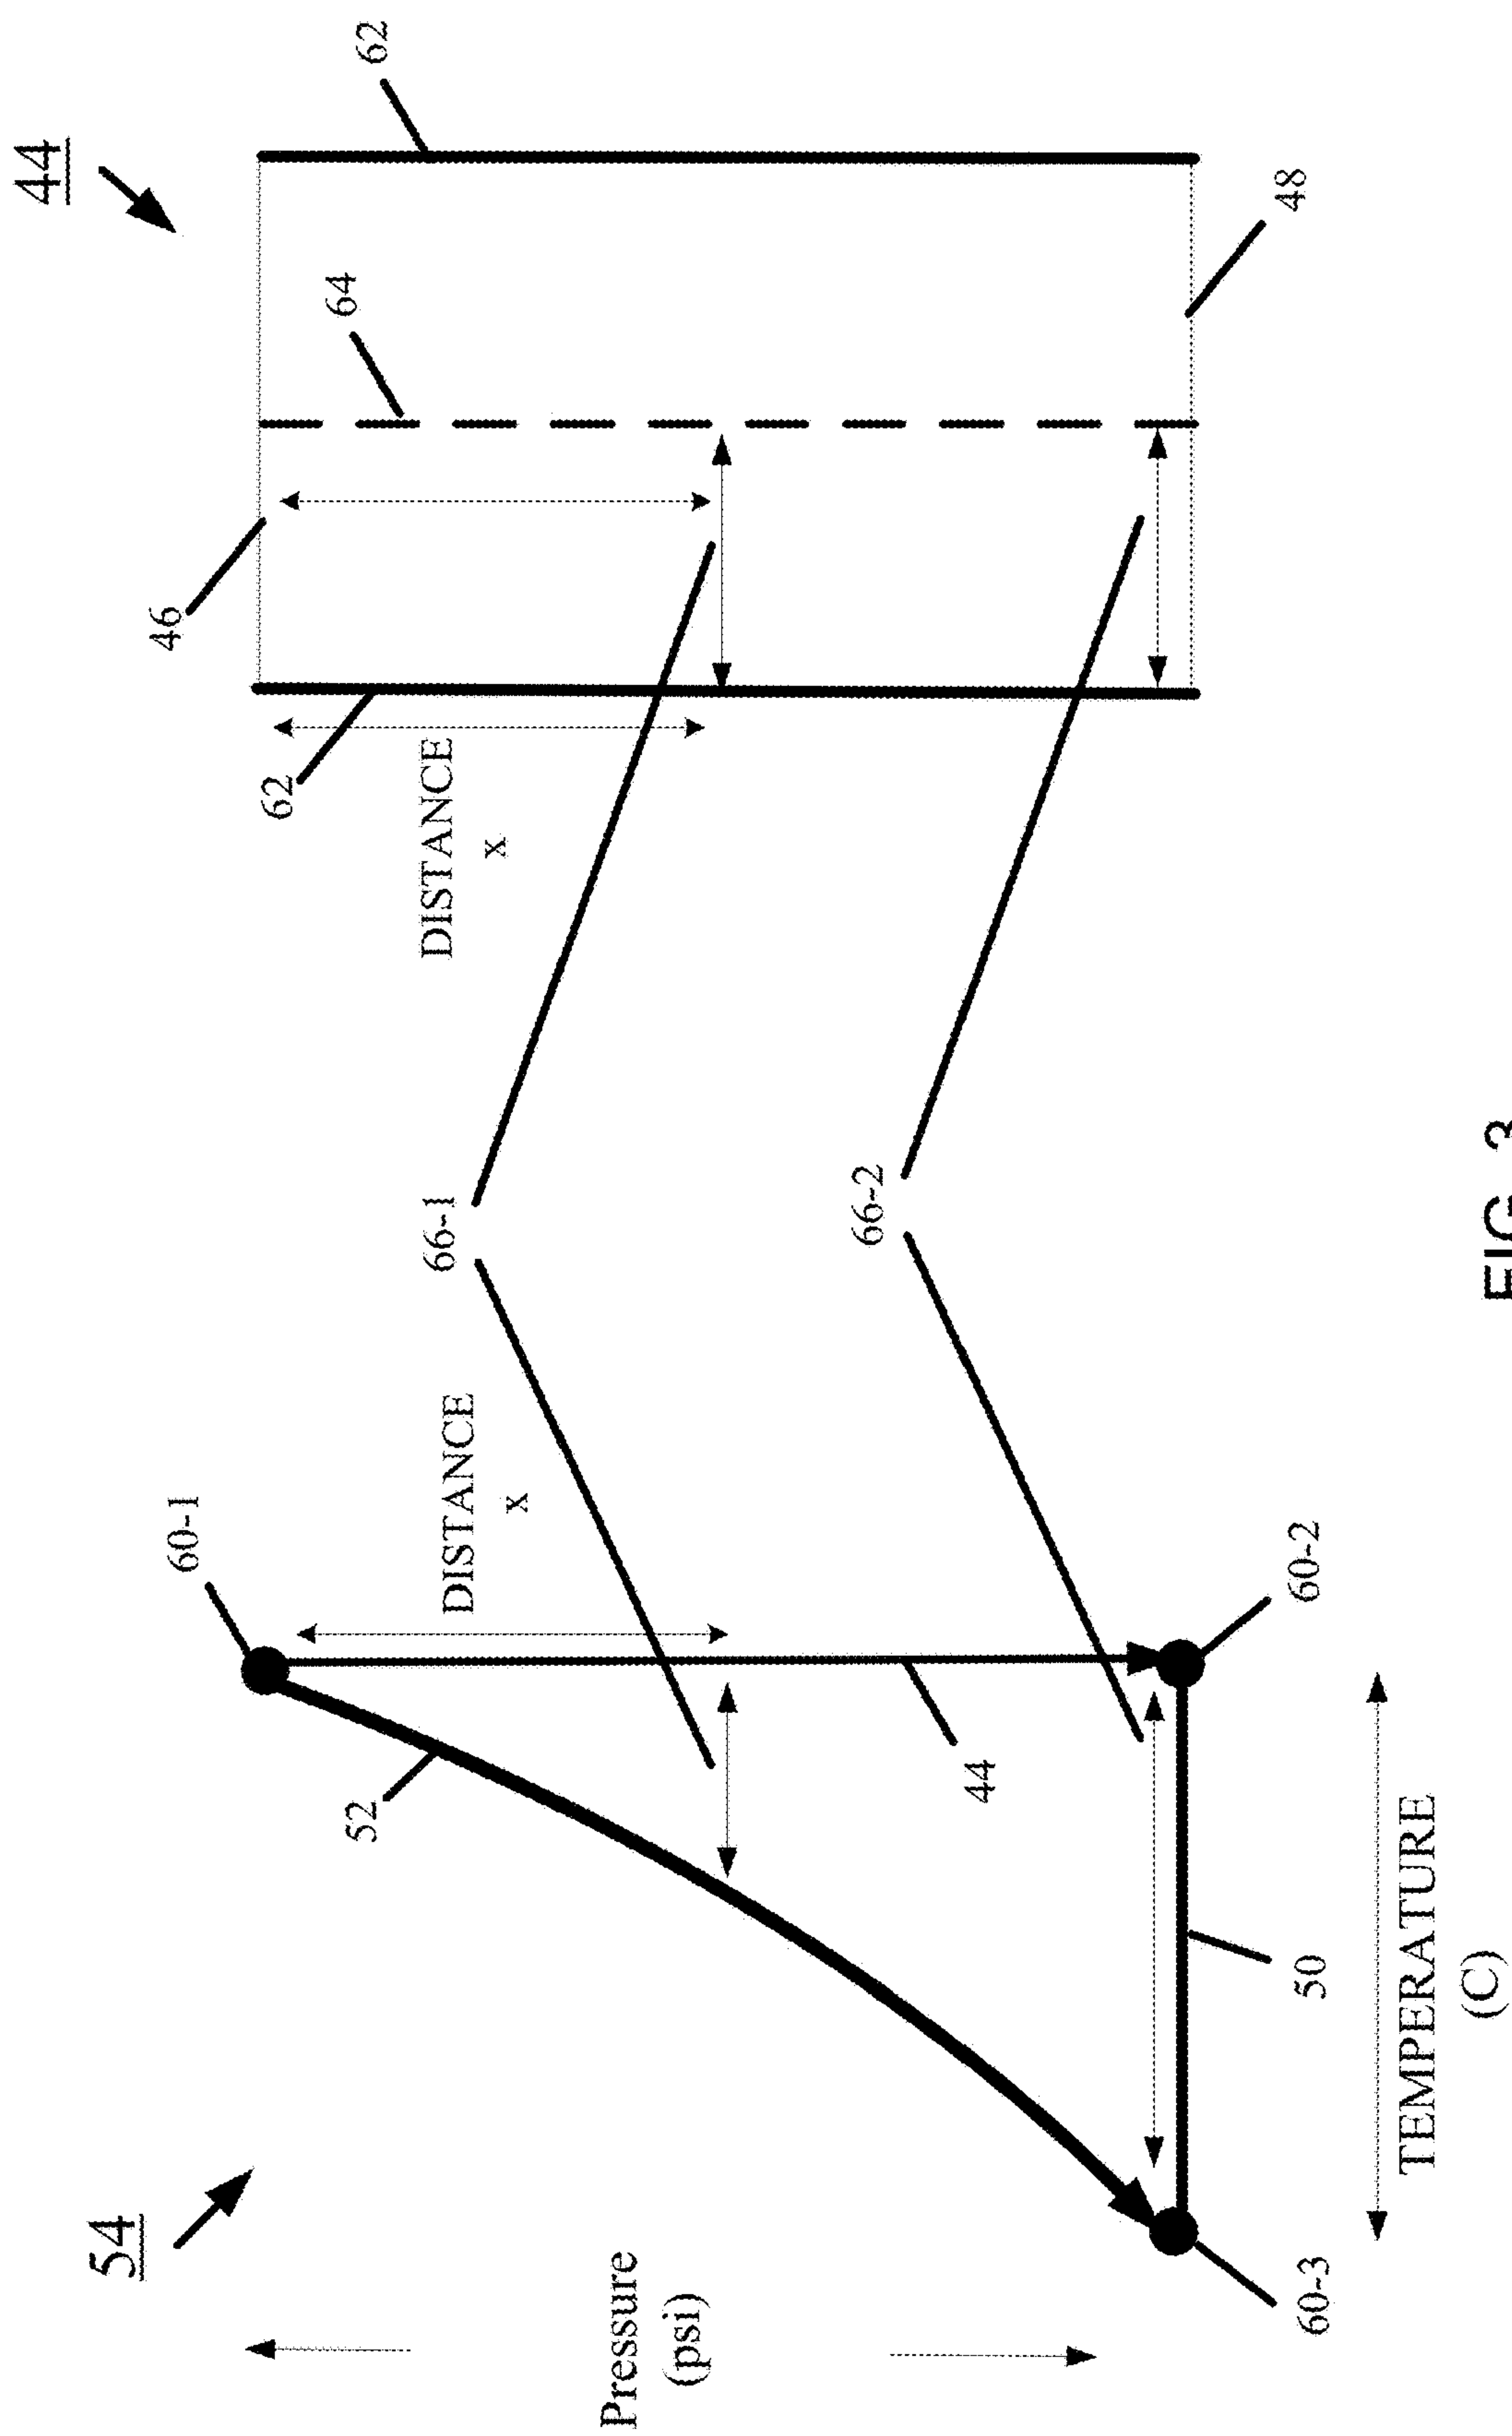 54
44
60-1
46
52
62
64
62
DISTANCE
x
66-1
DISTANCE
x
Pressure
(psi)
66-2
44
60-3
50
60-2
48
TEMPERATURE
(C)
FIG. 3